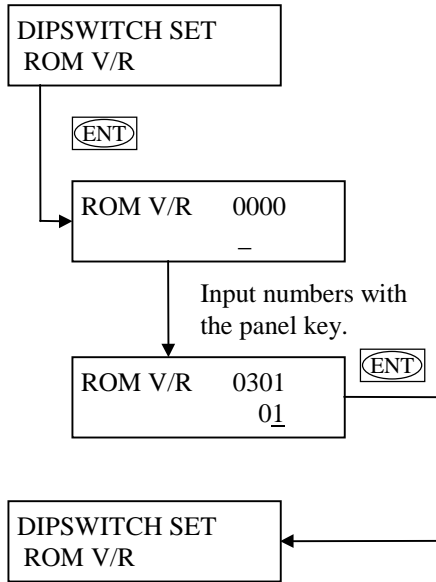 DIPSWITCH SET
ROM V/R
ENT
ROM V/R 0000
_
Input numbers with
the panel key.
ENT
ROM V/R 0301
01
DIPSWITCH SET
ROM V/R